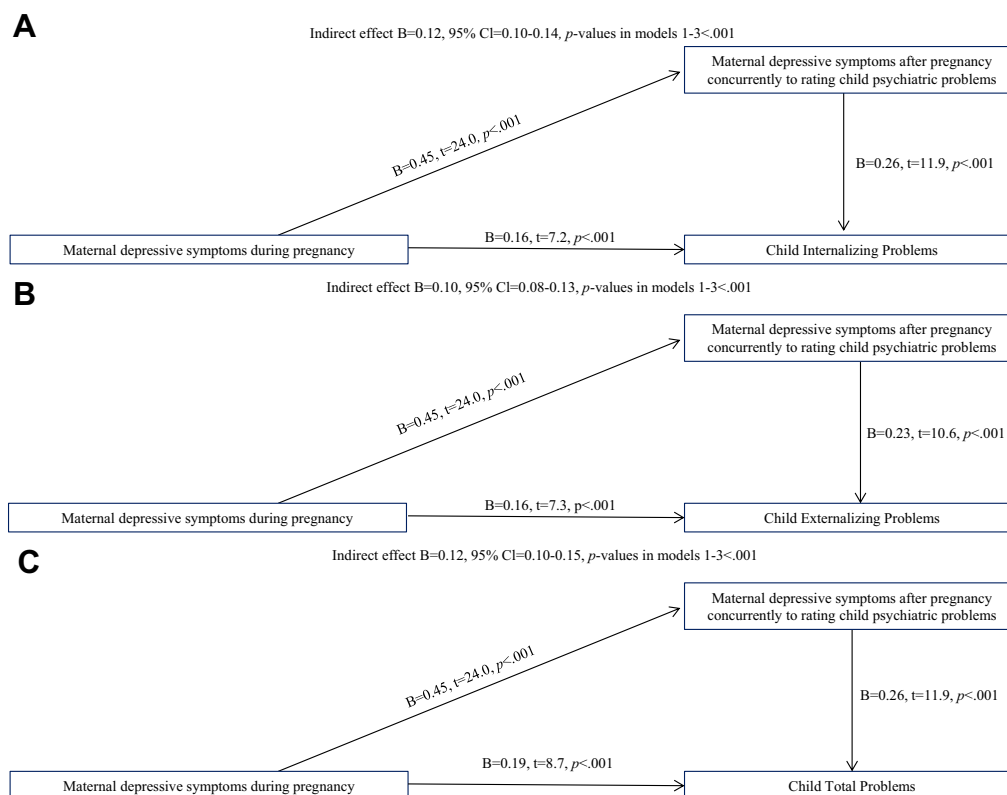 A
Indirect effect B=0.12, 95% Cl=0.10-0.14, p-values in models 1-3<.001
Maternal depressive symptoms after pregnancy
concurrently to rating child psychiatric problems
B=0.45, t=24.0, p<.001
B=0.26, t=11.9, p<.001
B=0.16, t=7.2, p<.001
Maternal depressive symptoms during pregnancy
Child Internalizing Problems
B
Indirect effect B=0.10, 95% Cl=0.08-0.13, p-values in models 1-3<.001
Maternal depressive symptoms after pregnancy
concurrently to rating child psychiatric problems
B=0.45, t=24.0, p<.001
B=0.23, t=10.6, p<.001
B=0.16, t=7.3, p<.001
Maternal depressive symptoms during pregnancy
Child Externalizing Problems
C
Indirect effect B=0.12, 95% Cl=0.10-0.15, p-values in models 1-3<.001
Maternal depressive symptoms after pregnancy
concurrently to rating child psychiatric problems
B=0.45, t=24.0, p<.001
B=0.26, t=11.9, p<.001
B=0.19, t=8.7, p<.001
Maternal depressive symptoms during pregnancy
Child Total Problems